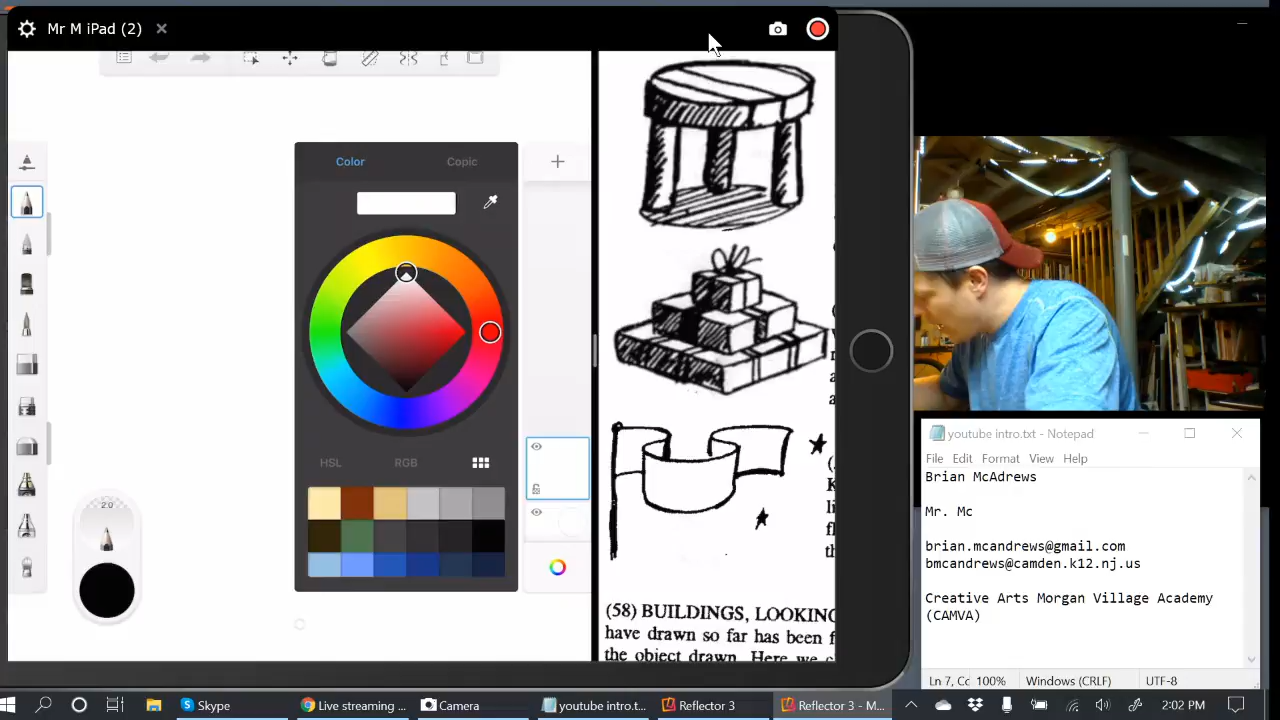 Mr M iPad (2)
Color
Copic
HSL
RGB
2.0
(58) BUILDINGS, LOOKING
have drawn so far has been f
the object drawn. Here we c
youtube intro.txt - Notepad
File Edit Format View Help
Brian McAdrews
Mr. Mc
brian.mcandrews@gmail.com
bmcandrews@camden.k12.nj.us
Creative Arts Morgan Village Academy
(CAMVA)
Ln 7, Cc 100% Windows (CRLF) UTF-8
Skype Live streaming ... Camera youtube intro.t... Reflector 3 Reflector 3 - M... 2:02 PM